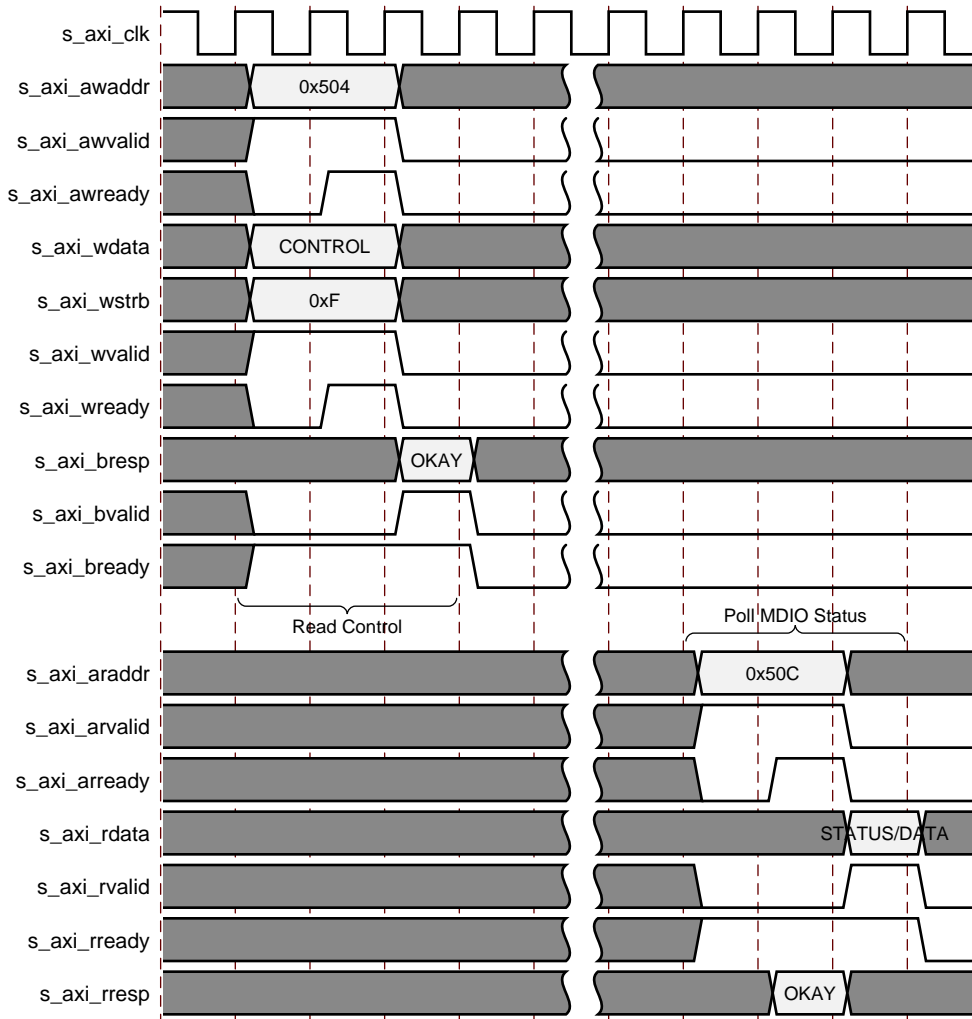 s_axi_clk
s_axi_awaddr 0x504
s_axi_awvalid
s_axi_awready
s_axi_wdata CONTROL
s_axi_wstrb 0xF
s_axi_wvalid
s_axi_wready
s_axi_bresp OKAY
s_axi_bvalid
s_axi_bready
Read Control
Poll MDIO Status
s_axi_araddr 0x50C
s_axi_arvalid
s_axi_arready
s_axi_rdata STATUS/DATA
s_axi_rvalid
s_axi_rready
s_axi_rresp OKAY